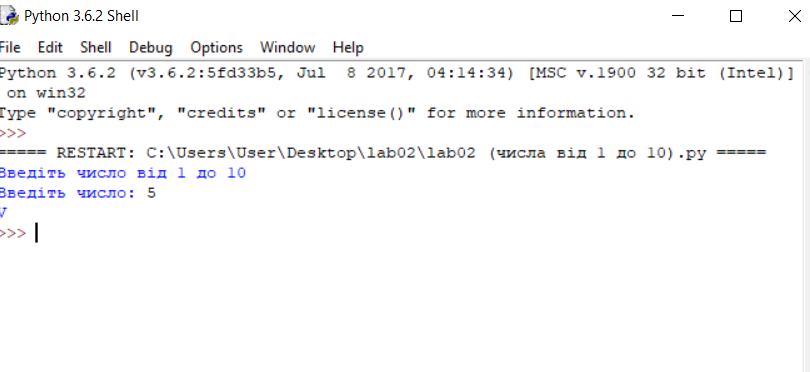 Python 3.6.2 Shell
File Edit Shell Debug Options Window Help
Python 3.6.2 (v3.6.2:5fd33b5, Jul  8 2017, 04:14:34) [MSC v.1900 32 bit (Intel)]
on win32
Type "copyright", "credits" or "license()" for more information.
>>>
===== RESTART: C:\Users\User\Desktop\lab02\lab02 (числа від 1 до 10).py =====
Введіть число від 1 до 10
Введіть число: 5
V
>>>